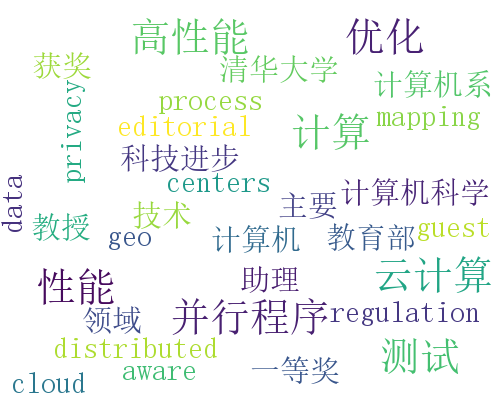 高性能 优化
获奖 清华大学
privacy process 计算机系
editorial 计算 mapping
科技进步
data centers 主要 计算机科学
教授 技术
geo 计算机 教育部 guest
性能 助理 云计算
领域 并行程序 regulation
distributed 测试
cloud aware 一等奖